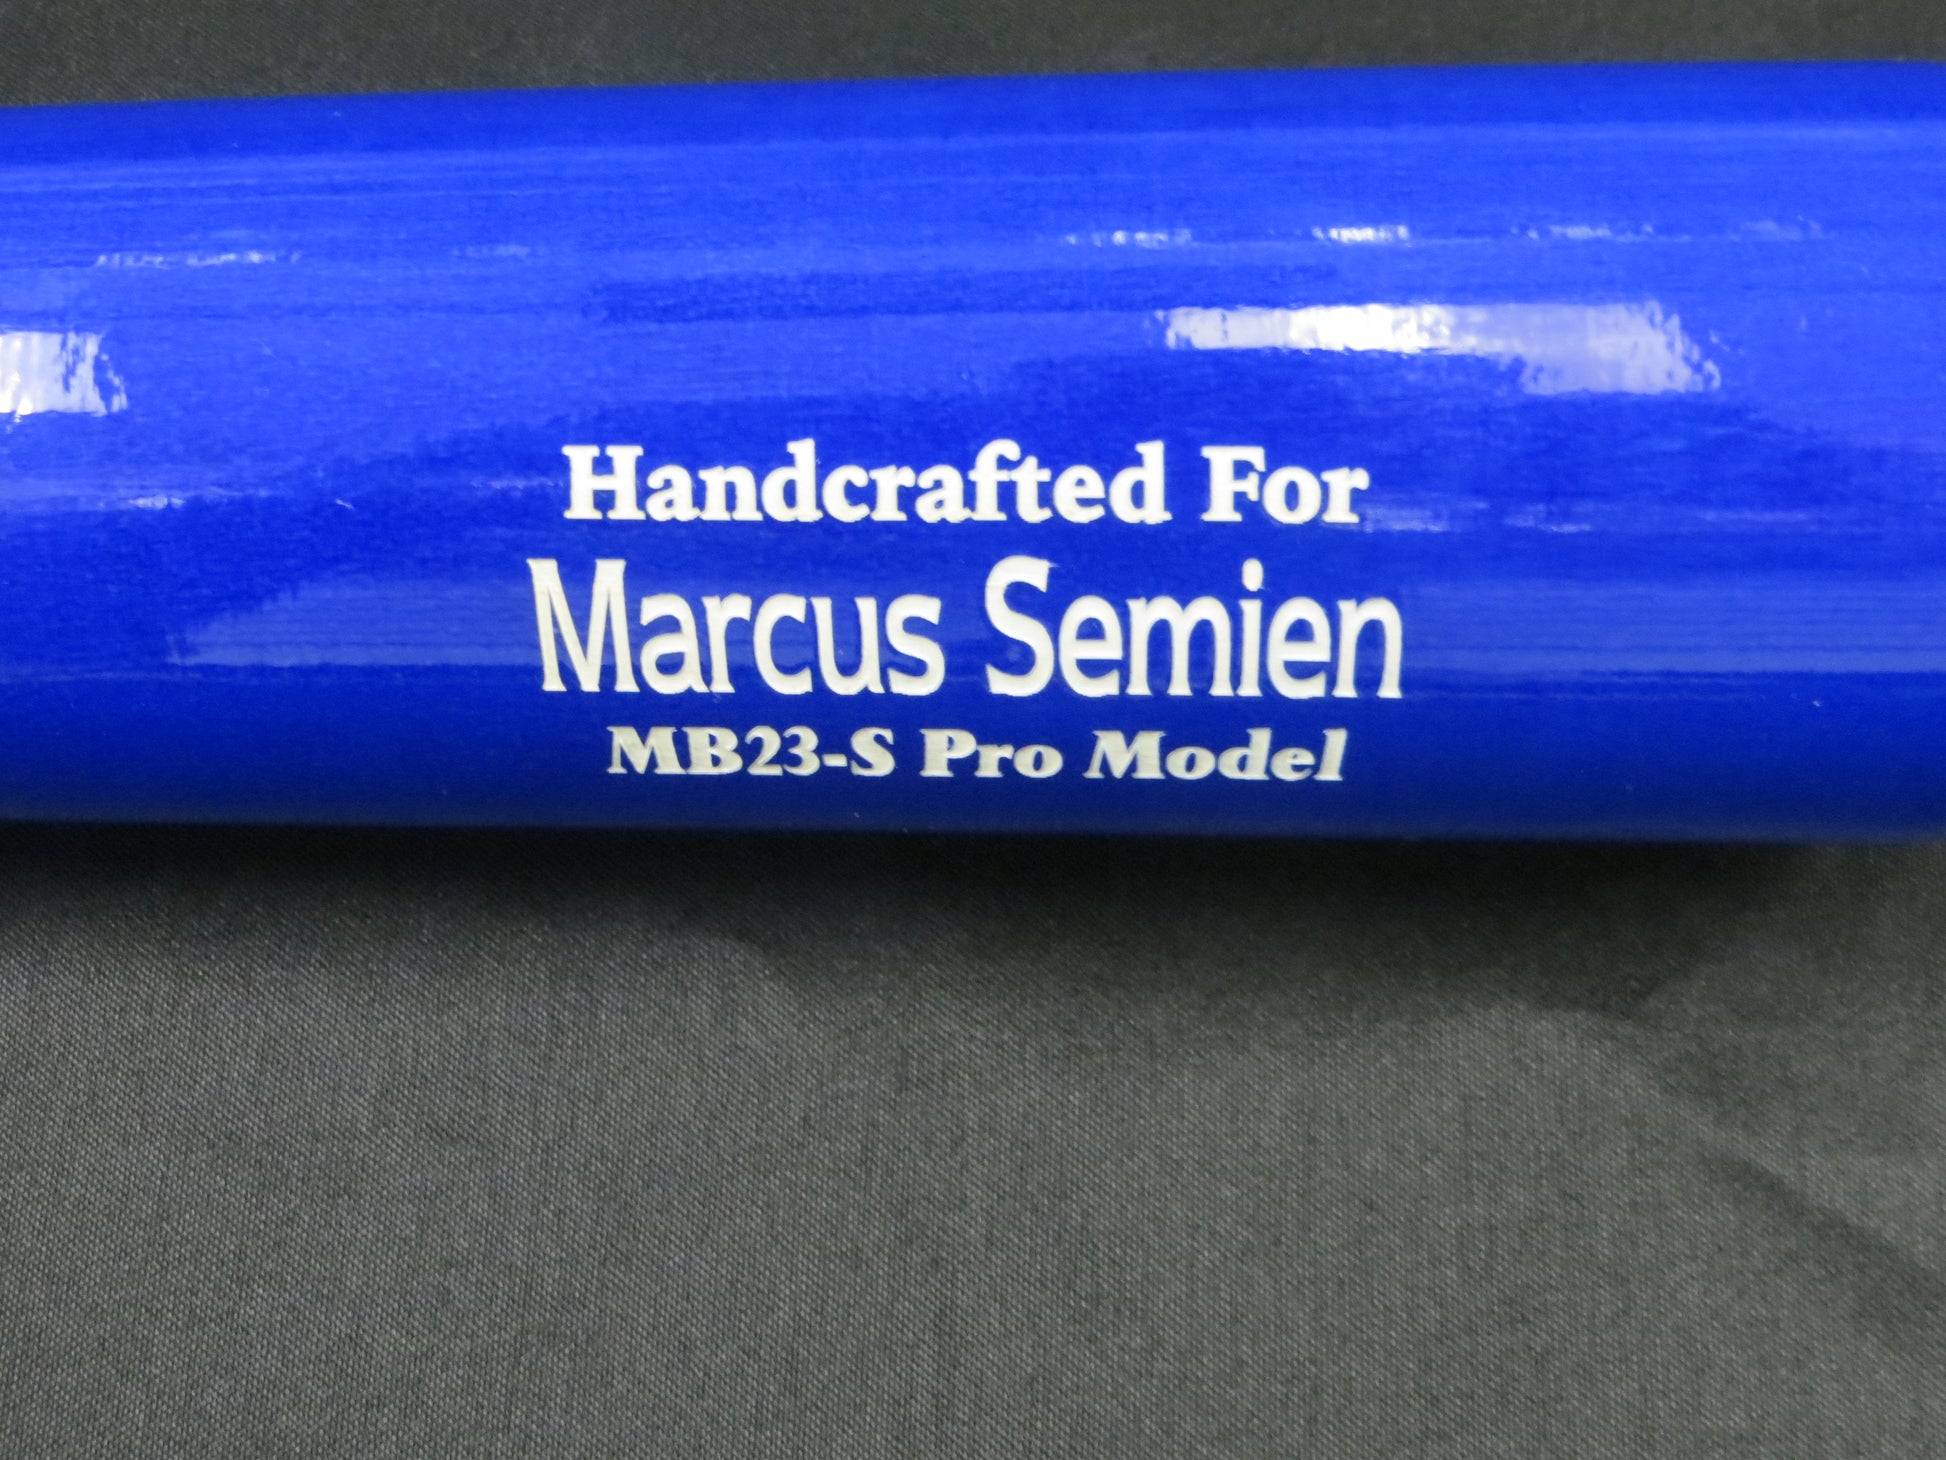 Handcrafted For
Marcus Semien
MB23-S Pro Model